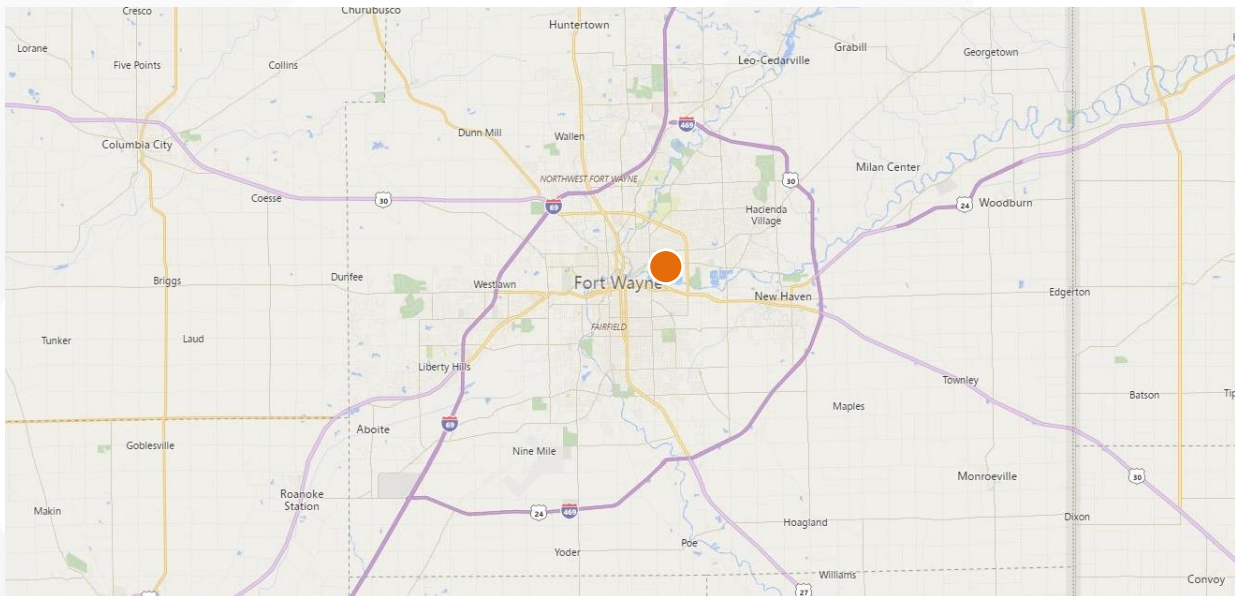 Cresco
Churubusco
Huntertown
Lorane
Five Points
Collins
Leo-Cedarville
Grabill
Georgetown
Columbia City
Dunn Mill
Wallen
469
Milan Center
NORTHWEST FORT WAYNE
30
Coesse
30
69
Hacienda
Village
24
Woodburn
Briggs
Dunfee
Westlawn
Fort Wayne
New Haven
Edgerton
Tunker
Laud
FAIRFIELD
Liberty Hills
Townley
Batson
Tip
Maples
69
Aboite
Goblesville
Nine Mile
Monroeville
30
Roanoke
Station
Makin
24
469
Hoagland
Dixon
Yoder
Poe
Williams
27
Convoy